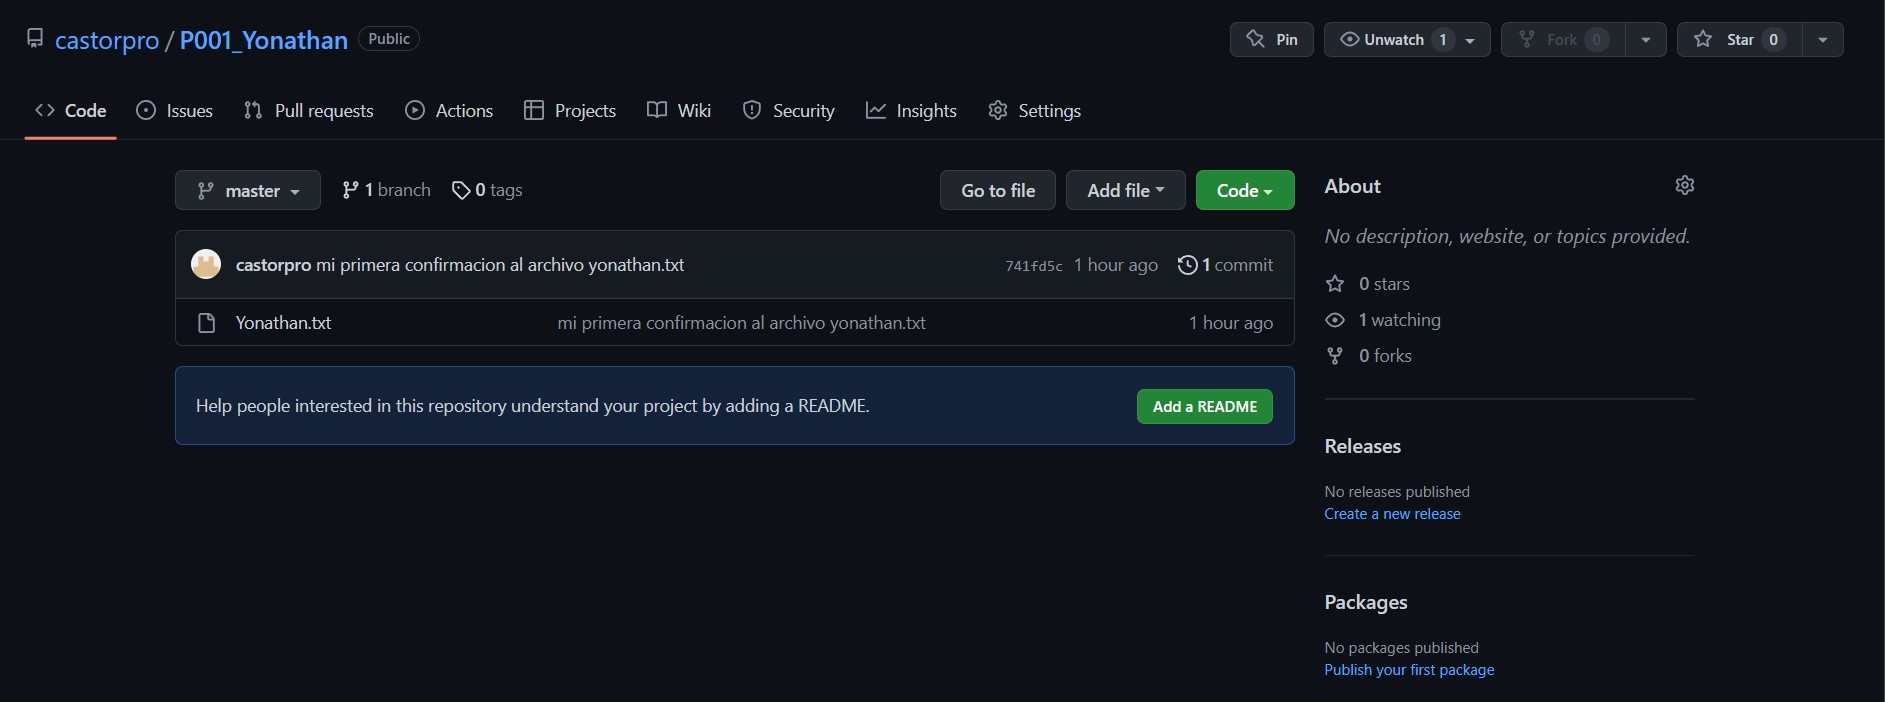 castorpro / P001_Yonathan Public
Pin Unwatch 1 Fork 0 Star 0
Code Issues Pull requests Actions Projects Wiki Security Insights Settings
master 1 branch 0 tags Go to file Add file Code
castorpro mi primera confirmacion al archivo yonathan.txt 741fd5c 1 hour ago 1 commit
Yonathan.txt mi primera confirmacion al archivo yonathan.txt 1 hour ago
Help people interested in this repository understand your project by adding a README. Add a README
About
No description, website, or topics provided.
0 stars
1 watching
0 forks
Releases
No releases published
Create a new release
Packages
No packages published
Publish your first package